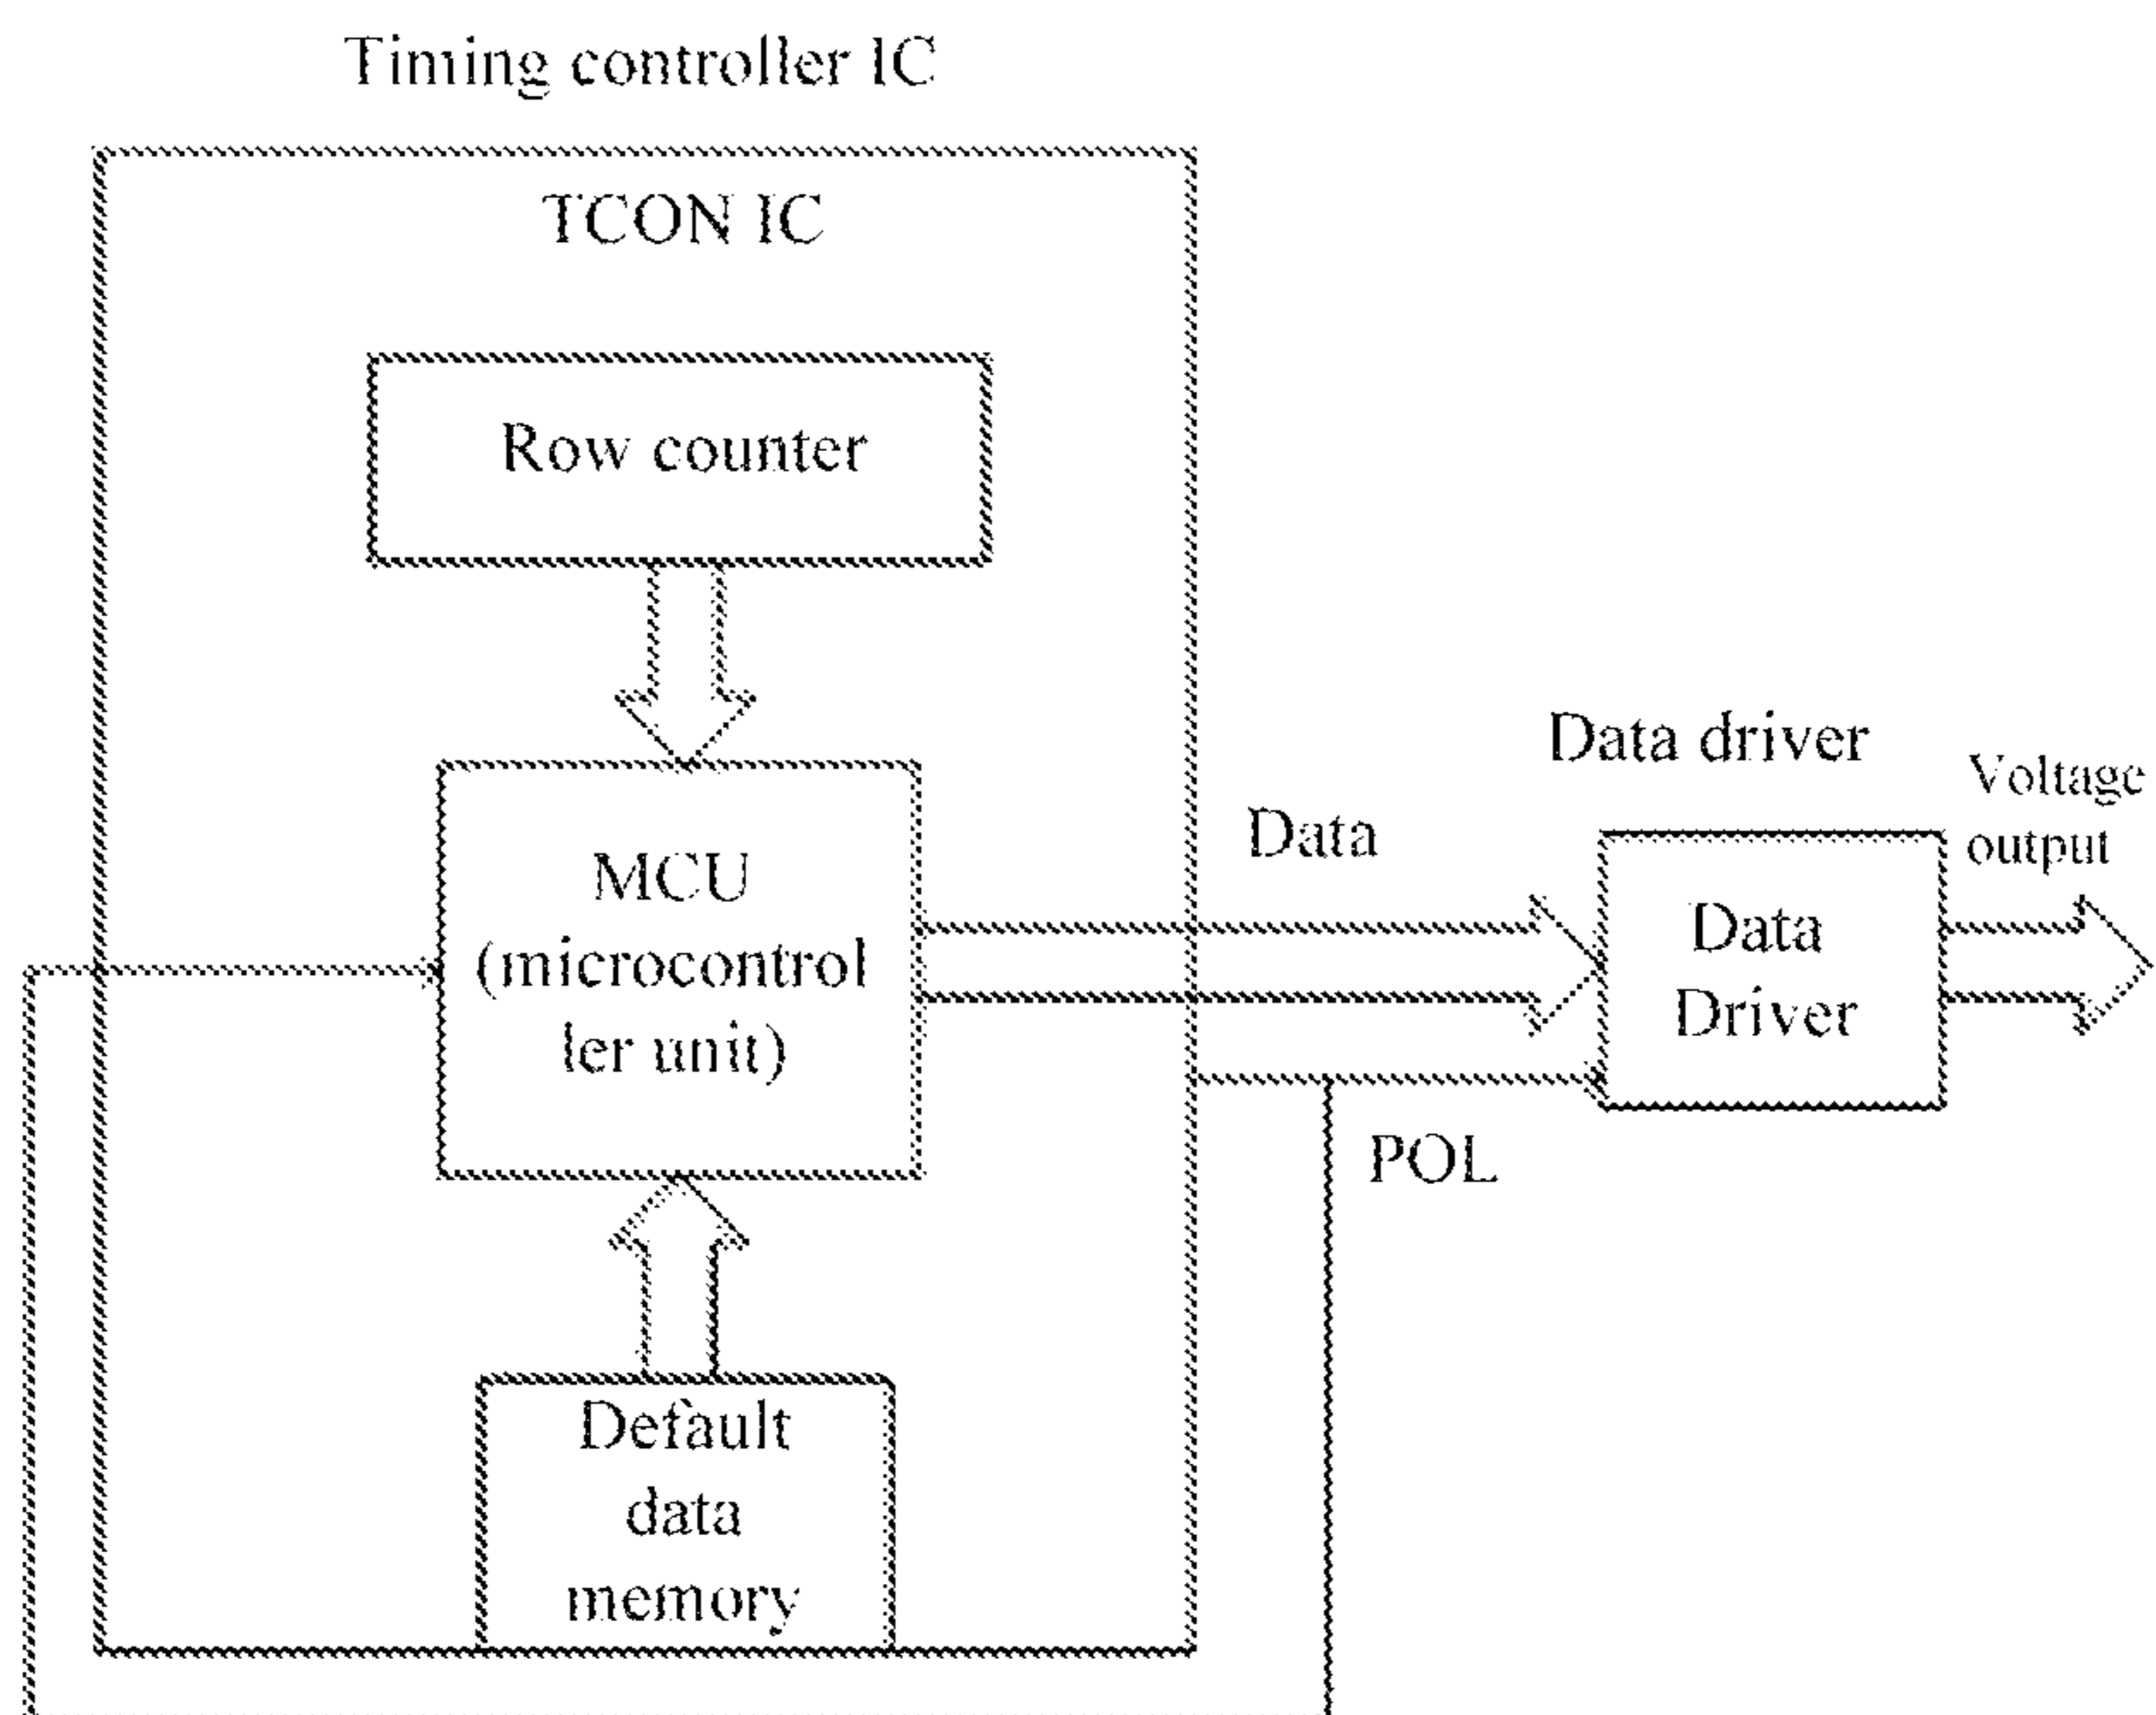 Timing controller IC
TCON IC
Row counter
MCU
(microcontrol
ler unit)
Default
data
memory
Data
POL
Data driver
Data
Driver
Voltage
output